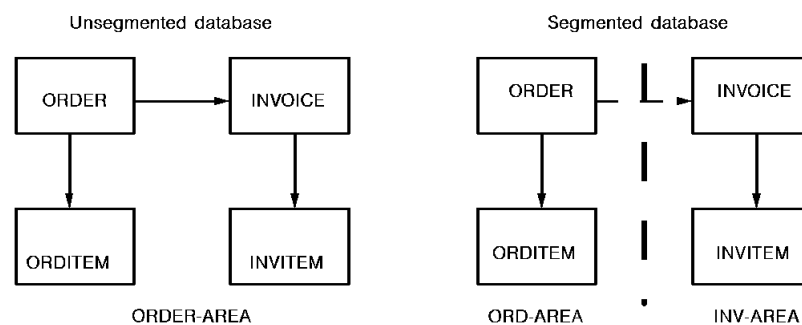 Unsegmented database
ORDER
INVOICE
ORDITEM
INVITEM
ORDER-AREA
Segmented database
ORDER
INVOICE
ORDITEM
INVITEM
ORD-AREA
INV-AREA